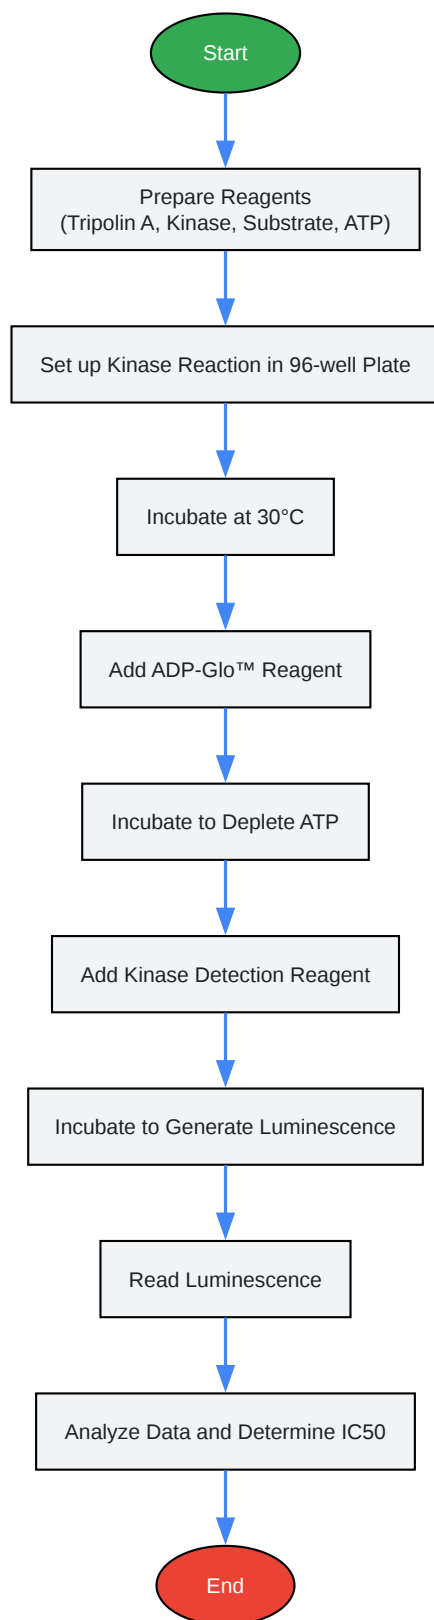 Start
Prepare Reagents
(Tripolin A, Kinase, Substrate, ATP)
Set up Kinase Reaction in 96-well Plate
Incubate at 30°C
Add ADP-Glo™ Reagent
Incubate to Deplete ATP
Add Kinase Detection Reagent
Incubate to Generate Luminescence
Read Luminescence
Analyze Data and Determine IC50
End